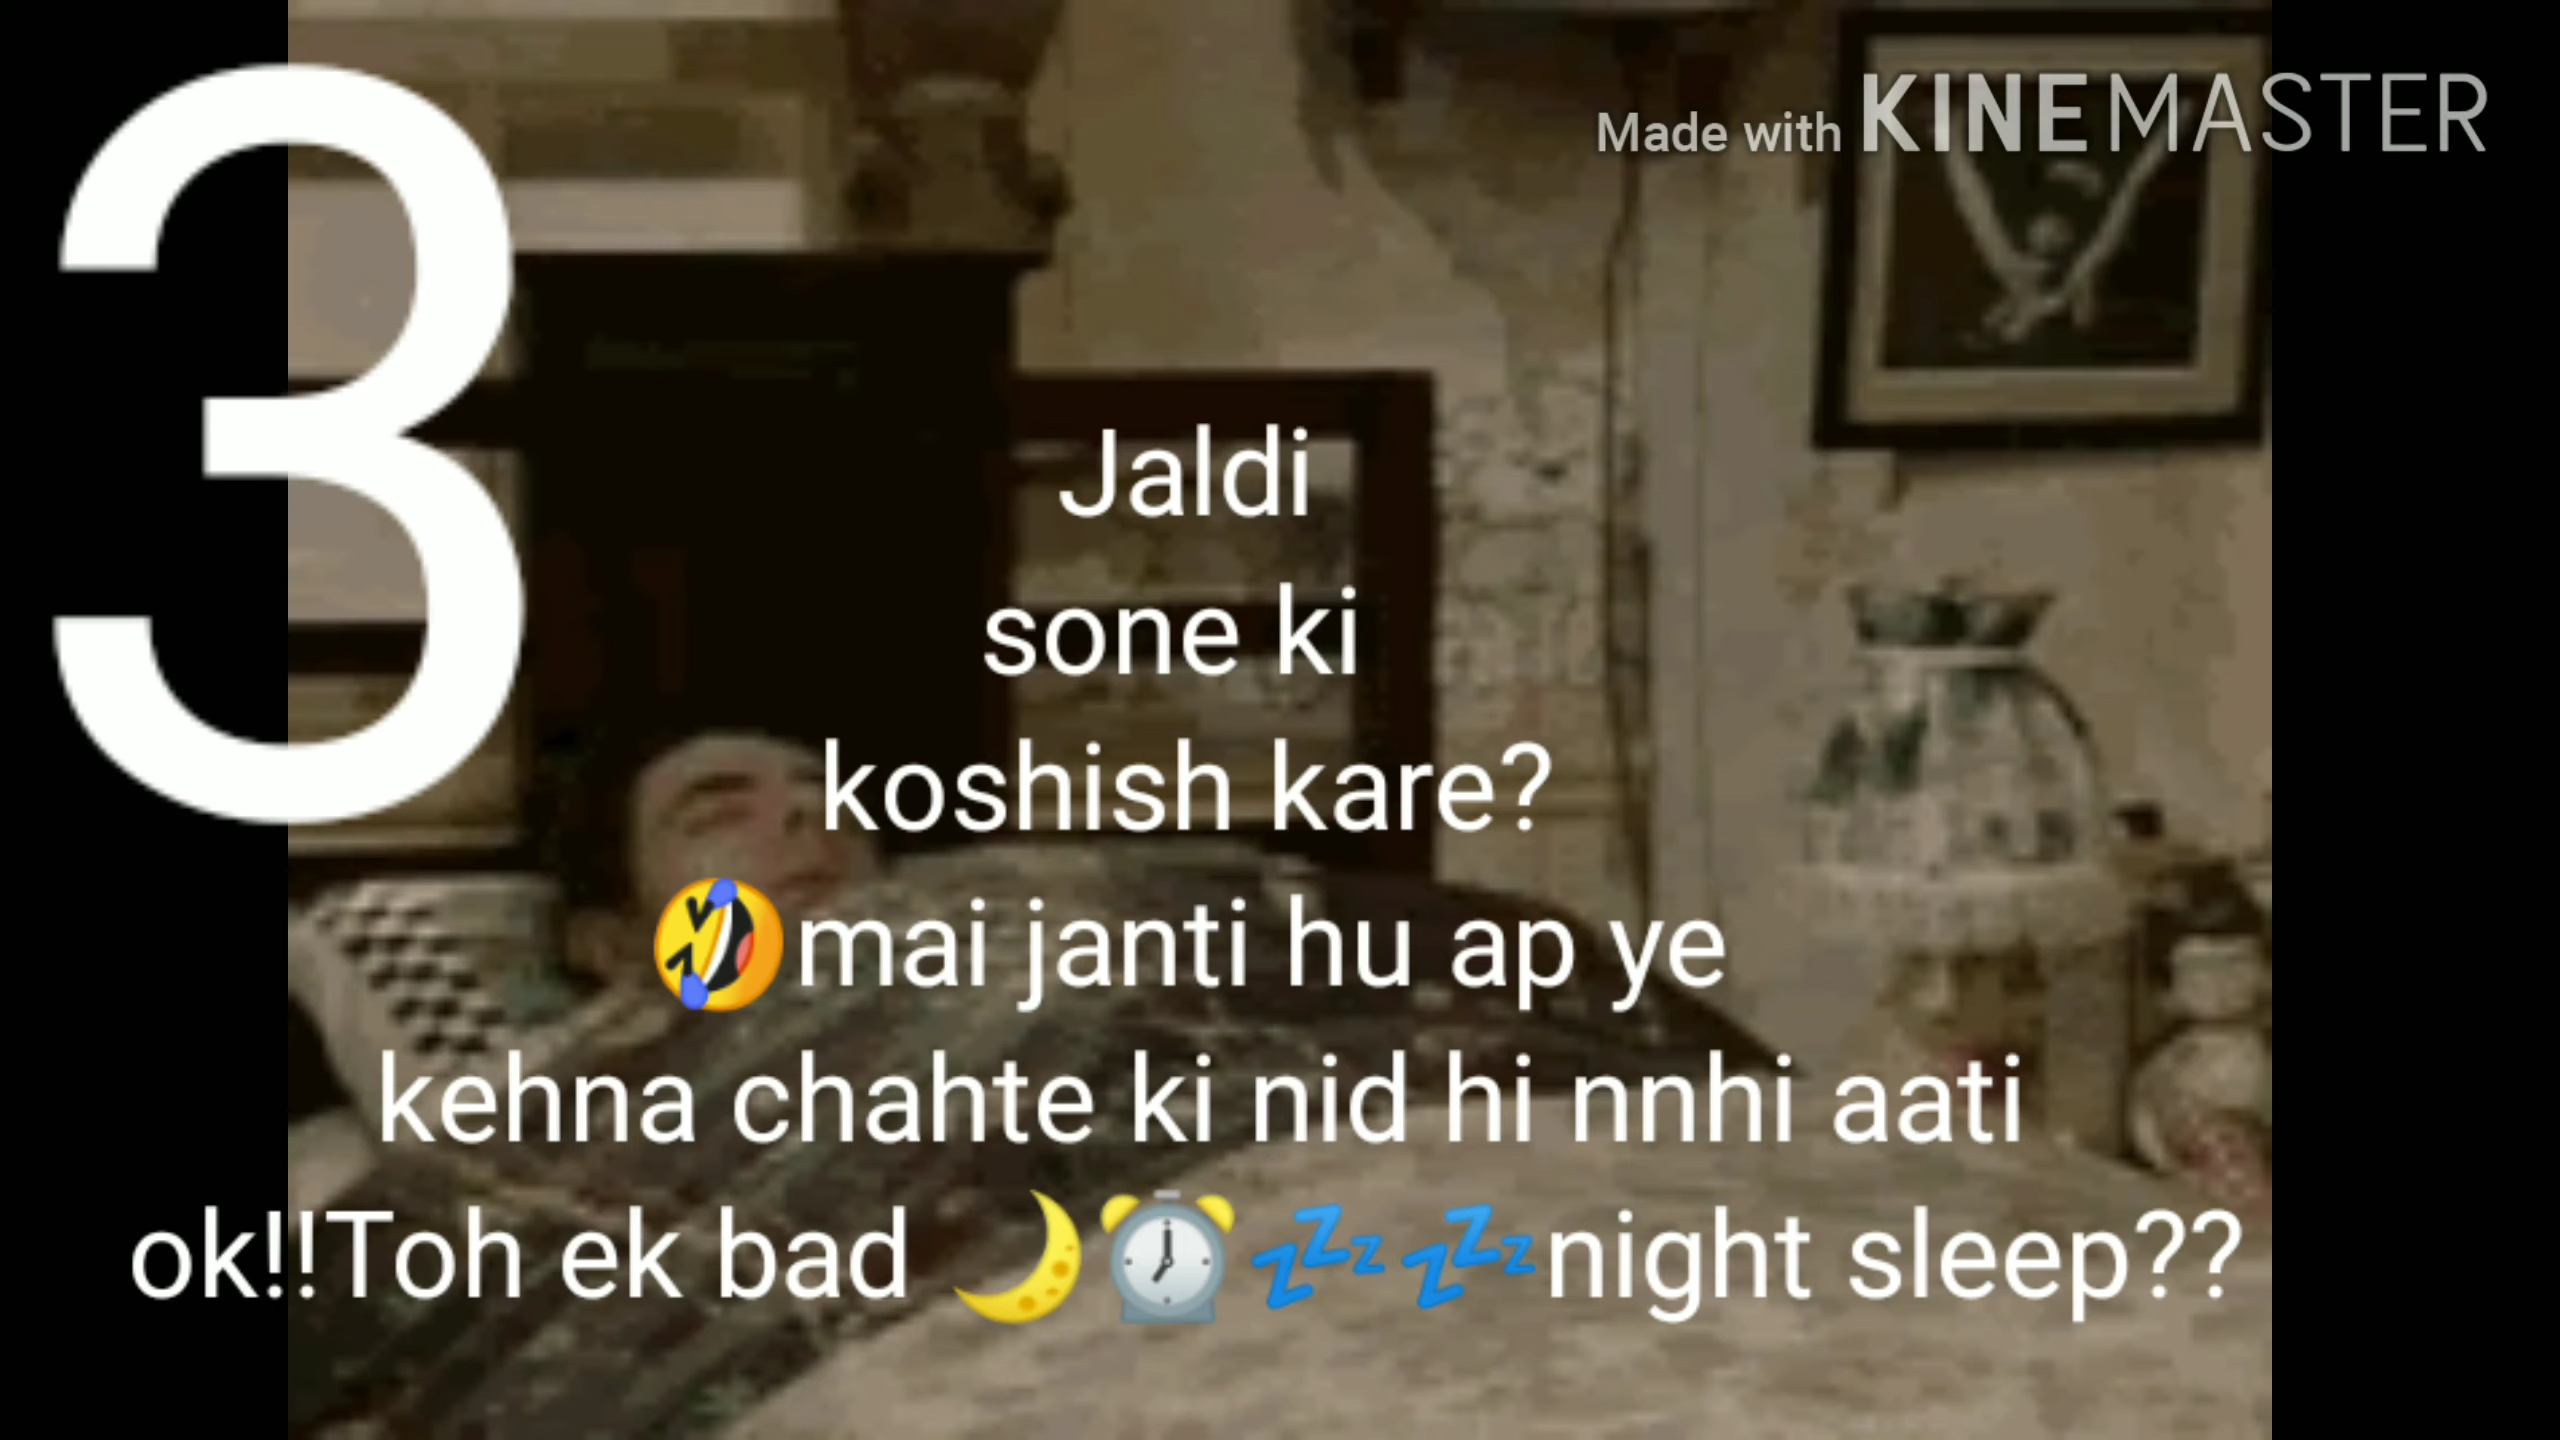 Made with KINEMASTER
3
Jaldi
sone ki
koshish kare?
🤣mai janti hu ap ye
kehna chahte ki nid hi nnhi aati
ok!!Toh ek bad 🌙⏰💤💤night sleep??